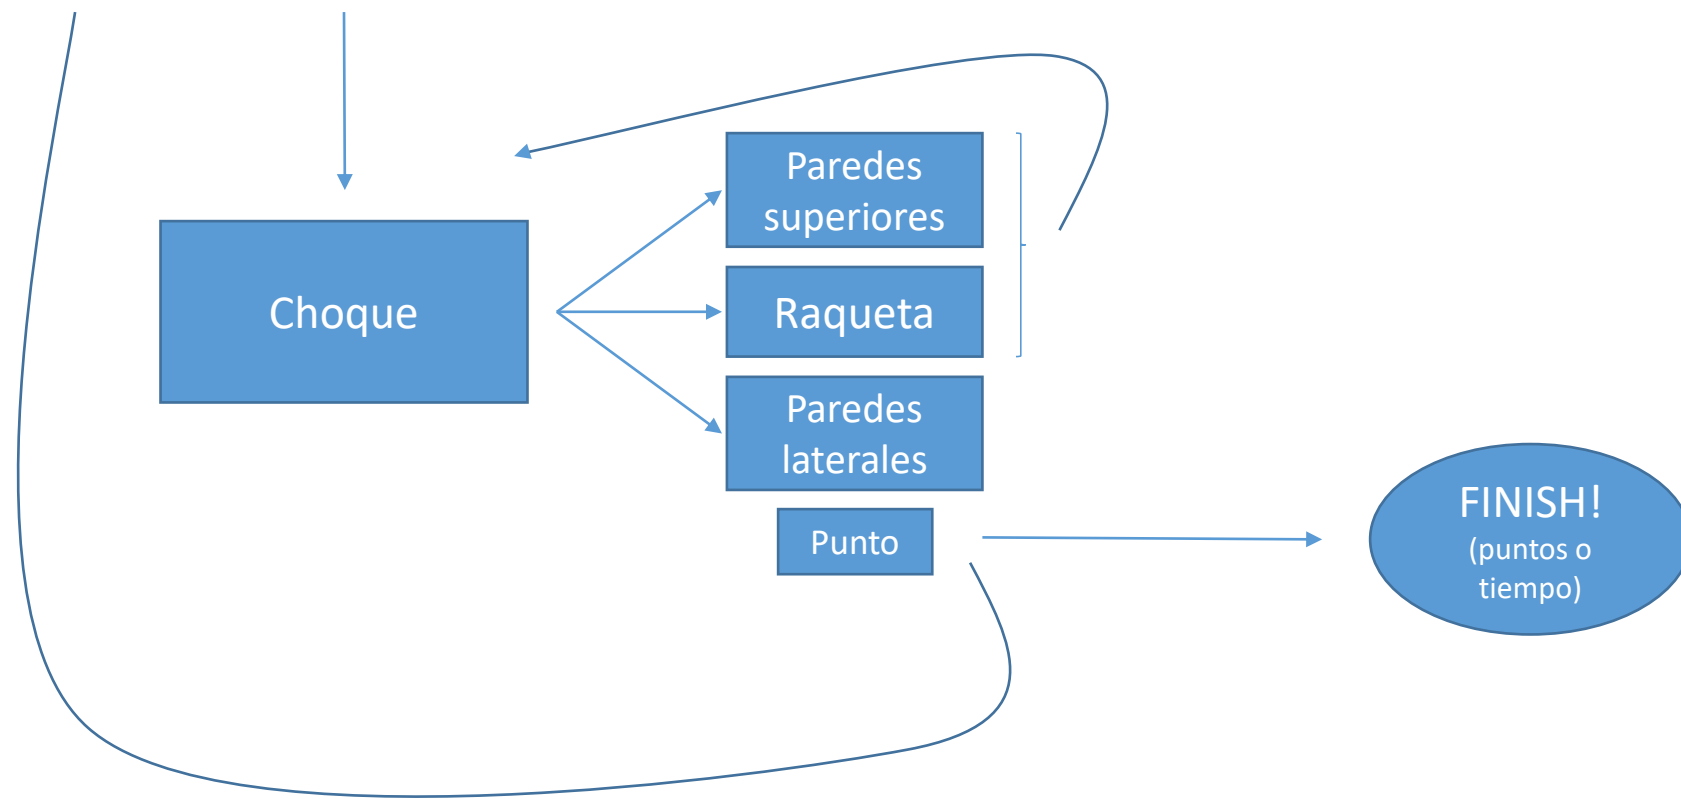 Paredes
superiores
Choque
Raqueta
Paredes
laterales
Punto
FINISH!
(puntos o
tiempo)